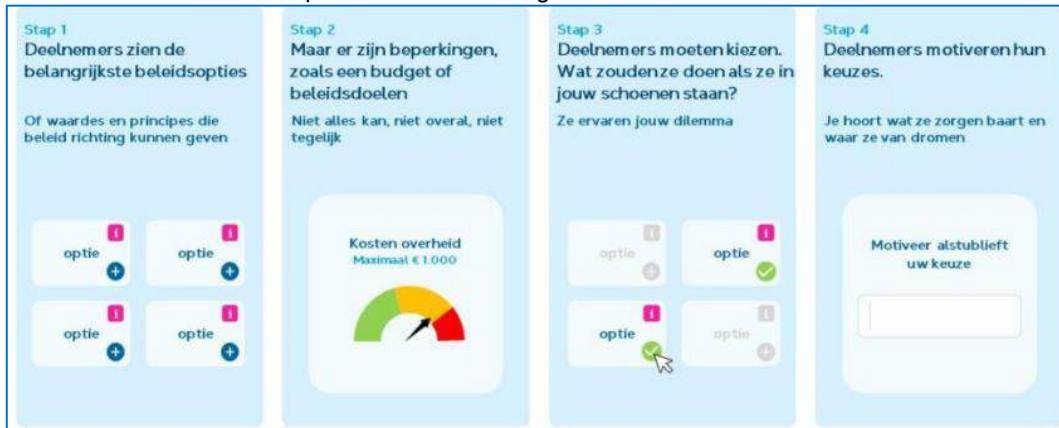 Stap 1
Deelnemers zien de
belangrijkste beleidsopties
Of waardes en principes die
beleid richting kunnen geven
i
optie
+
i
optie
+
i
optie
+
i
optie
+
Stap 2
Maar er zijn beperkingen,
zoals een budget of
beleidsdoelen
Niet alles kan, niet overal, niet
tegelijk
Kosten overheid
Maximaal € 1.000
Stap 3
Deelnemers moeten kiezen.
Wat zouden ze doen als ze in
jouw schoenen staan?
Ze ervaren jouw dilemma
i
optie
+
i
optie
i
optie
i
optie
+
Stap 4
Deelnemers motiveren hun
keuzes.
Je hoort wat ze zorgen baart en
waar ze van dromen
Motiveer alstublieft
uw keuze